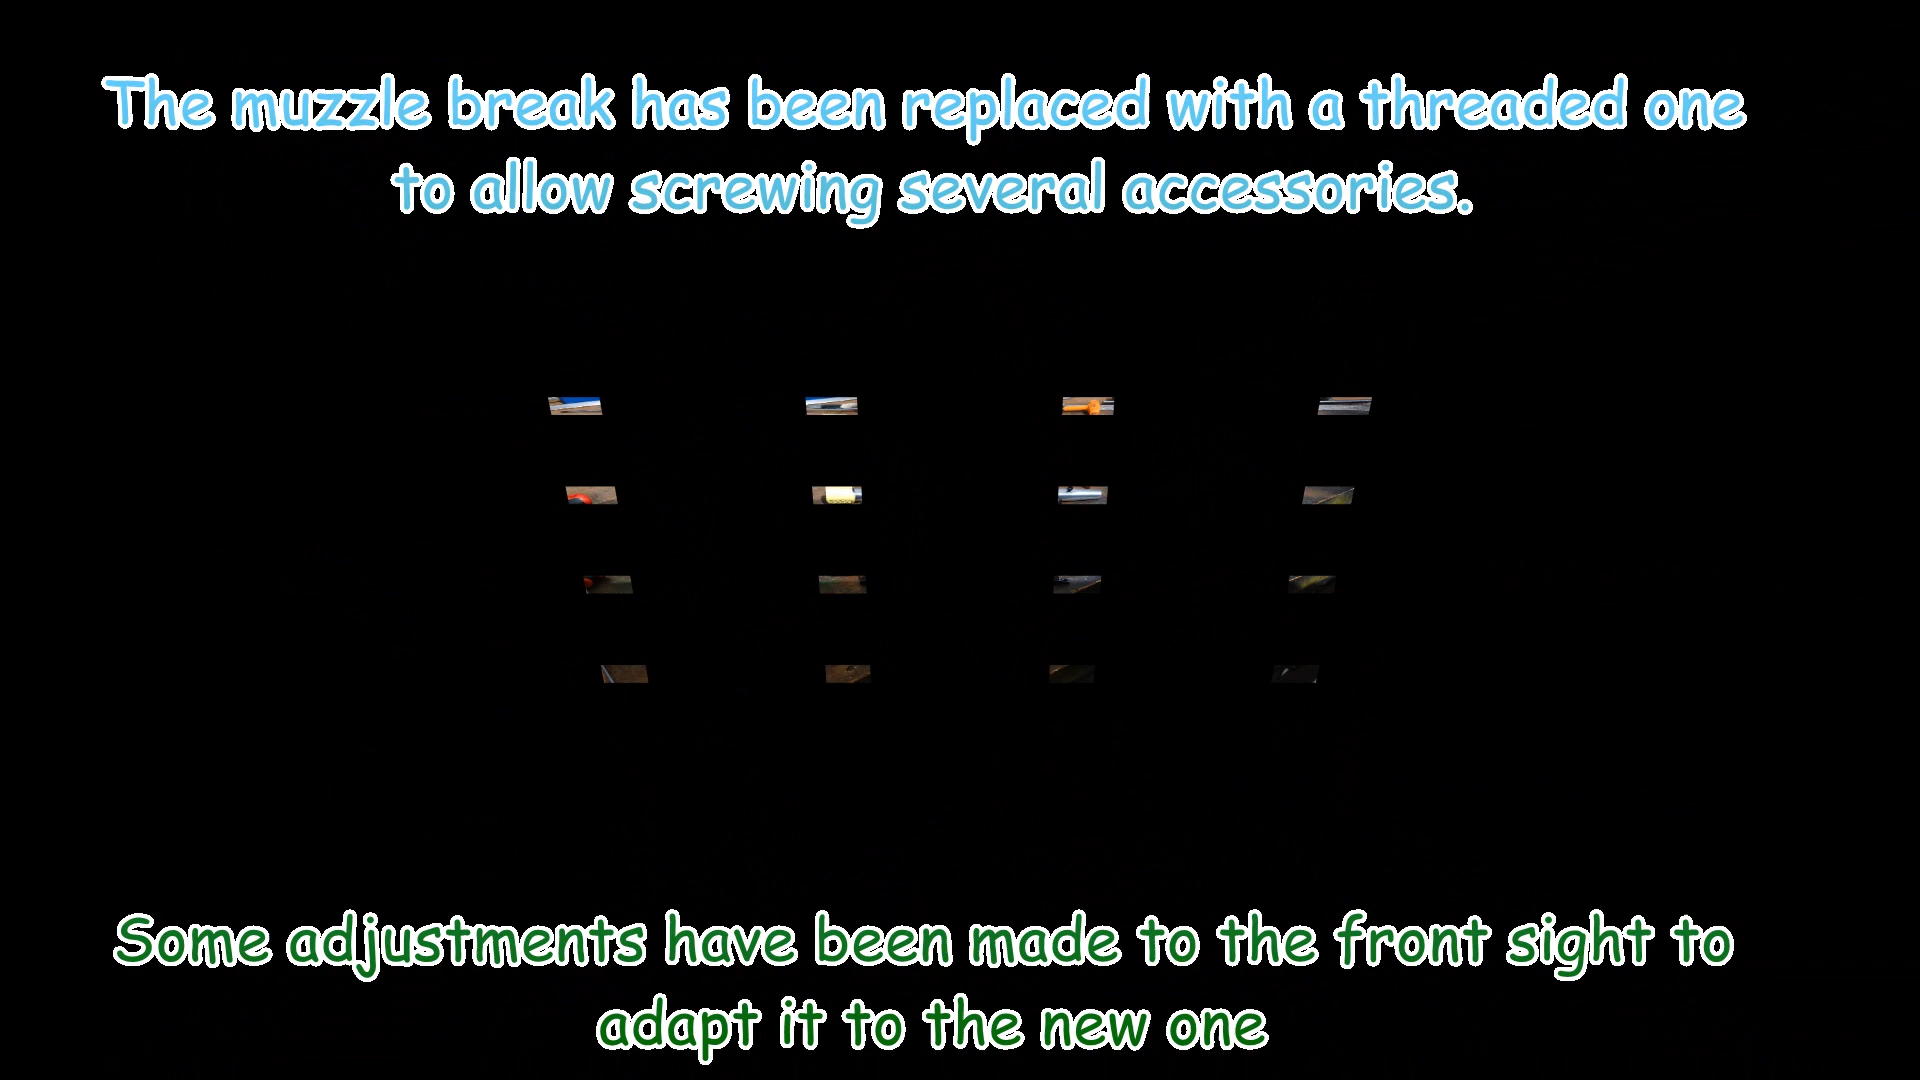 The muzzle break has been replaced with a threaded one
to allow screwing several accessories.
Some adjustments have been made to the front sight to
adapt it to the new one